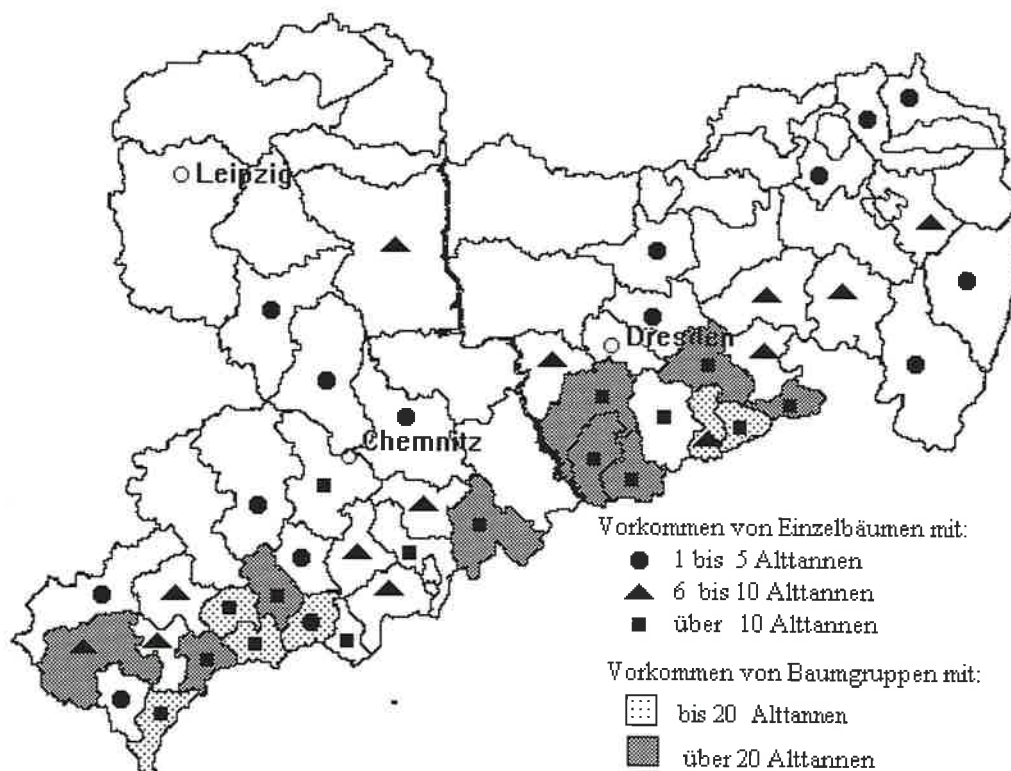 Leipzig
Dresden
Chemnitz
Vorkommen von Einzelbäumen mit:
1 bis 5 Alttannen
6 bis 10 Alttannen
über 10 Alttannen
Vorkommen von Baumgruppen mit:
bis 20 Alttannen
über 20 Alttannen